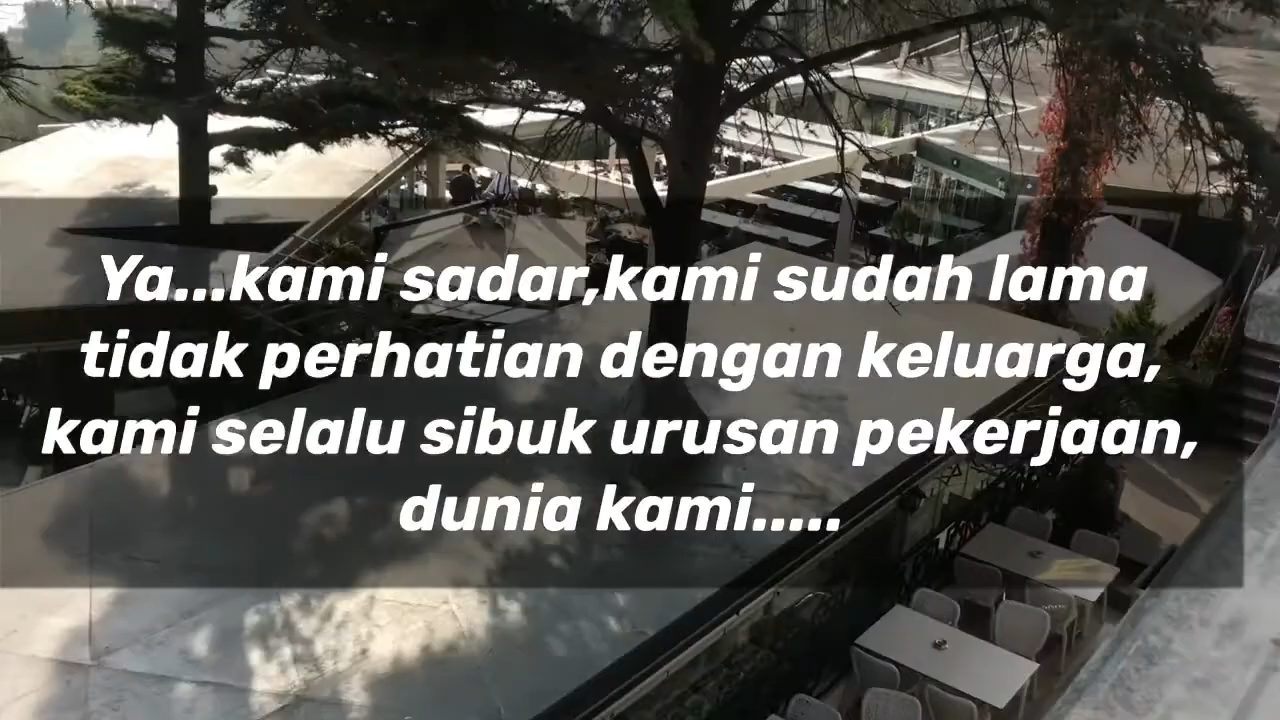 Ya...kami sadar,kami sudah lama
tidak perhatian dengan keluarga,
kami selalu sibuk urusan pekerjaan,
dunia kami.....